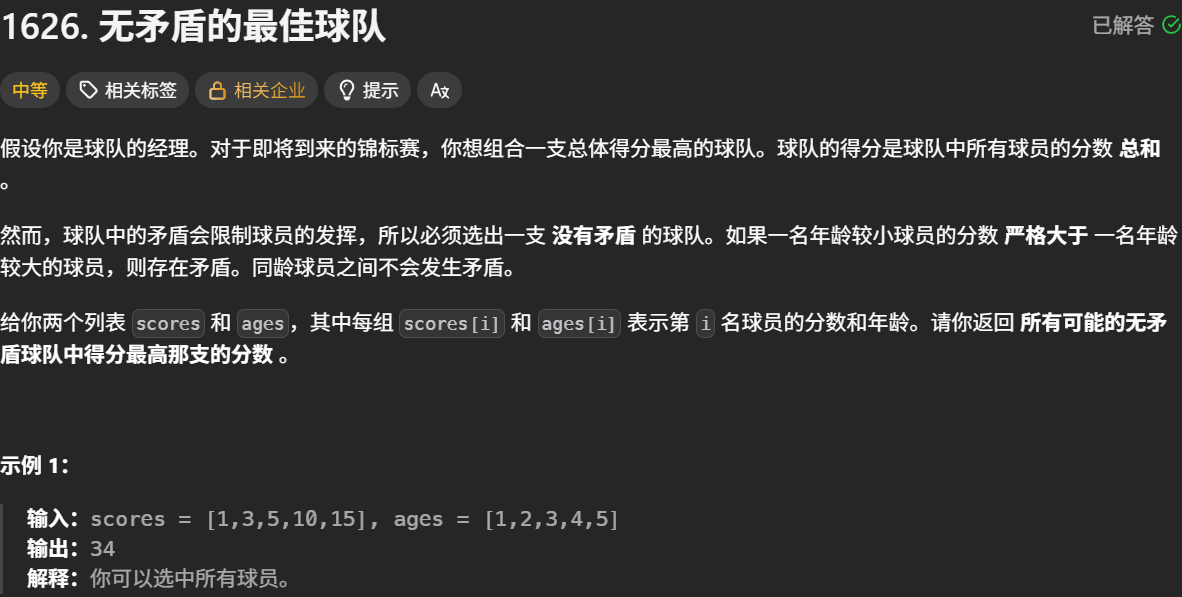 1626. 无矛盾的最佳球队
已解答
中等 相关标签 相关企业 提示 Ax
假设你是球队的经理。对于即将到来的锦标赛，你想组合一支总体得分最高的球队。球队的得分是球队中所有球员的分数 总和
。
然而，球队中的矛盾会限制球员的发挥，所以必须选出一支 没有矛盾 的球队。如果一名年龄较小球员的分数 严格大于 一名年龄
较大的球员，则存在矛盾。同龄球员之间不会发生矛盾。
给你两个列表 scores 和 ages，其中每组 scores[i] 和 ages[i] 表示第 i 名球员的分数和年龄。请你返回 所有可能的无矛
盾球队中得分最高那支的分数 。
示例 1：
输入：scores = [1,3,5,10,15], ages = [1,2,3,4,5]
输出：34
解释：你可以选中所有球员。